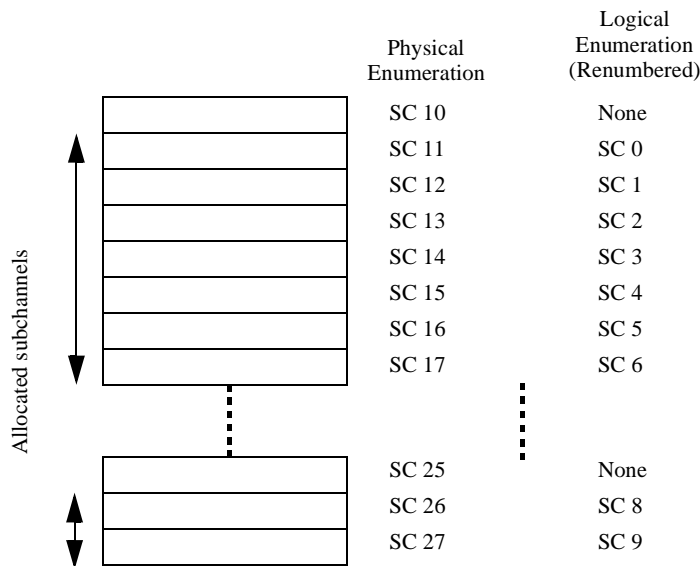 Physical
Enumeration
Logical
Enumeration
(Renumbered)
SC 10 None
SC 11 SC 0
SC 12 SC 1
SC 13 SC 2
SC 14 SC 3
SC 15 SC 4
SC 16 SC 5
SC 17 SC 6
SC 25 None
SC 26 SC 8
SC 27 SC 9
Allocated subchannels